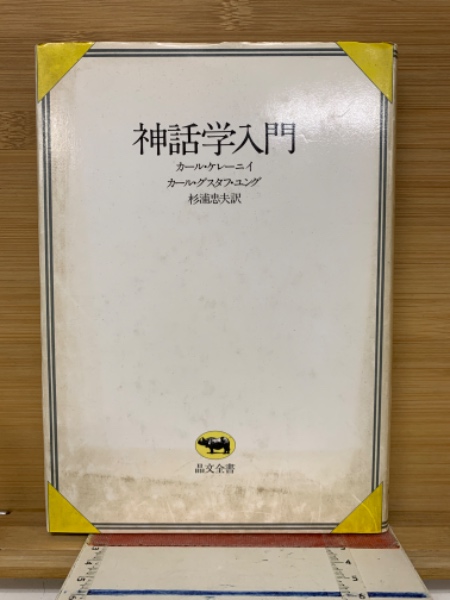 神話学入門
カール・ケレーニイ
カール・グスタフ・ユング
杉浦忠夫訳
晶文全書